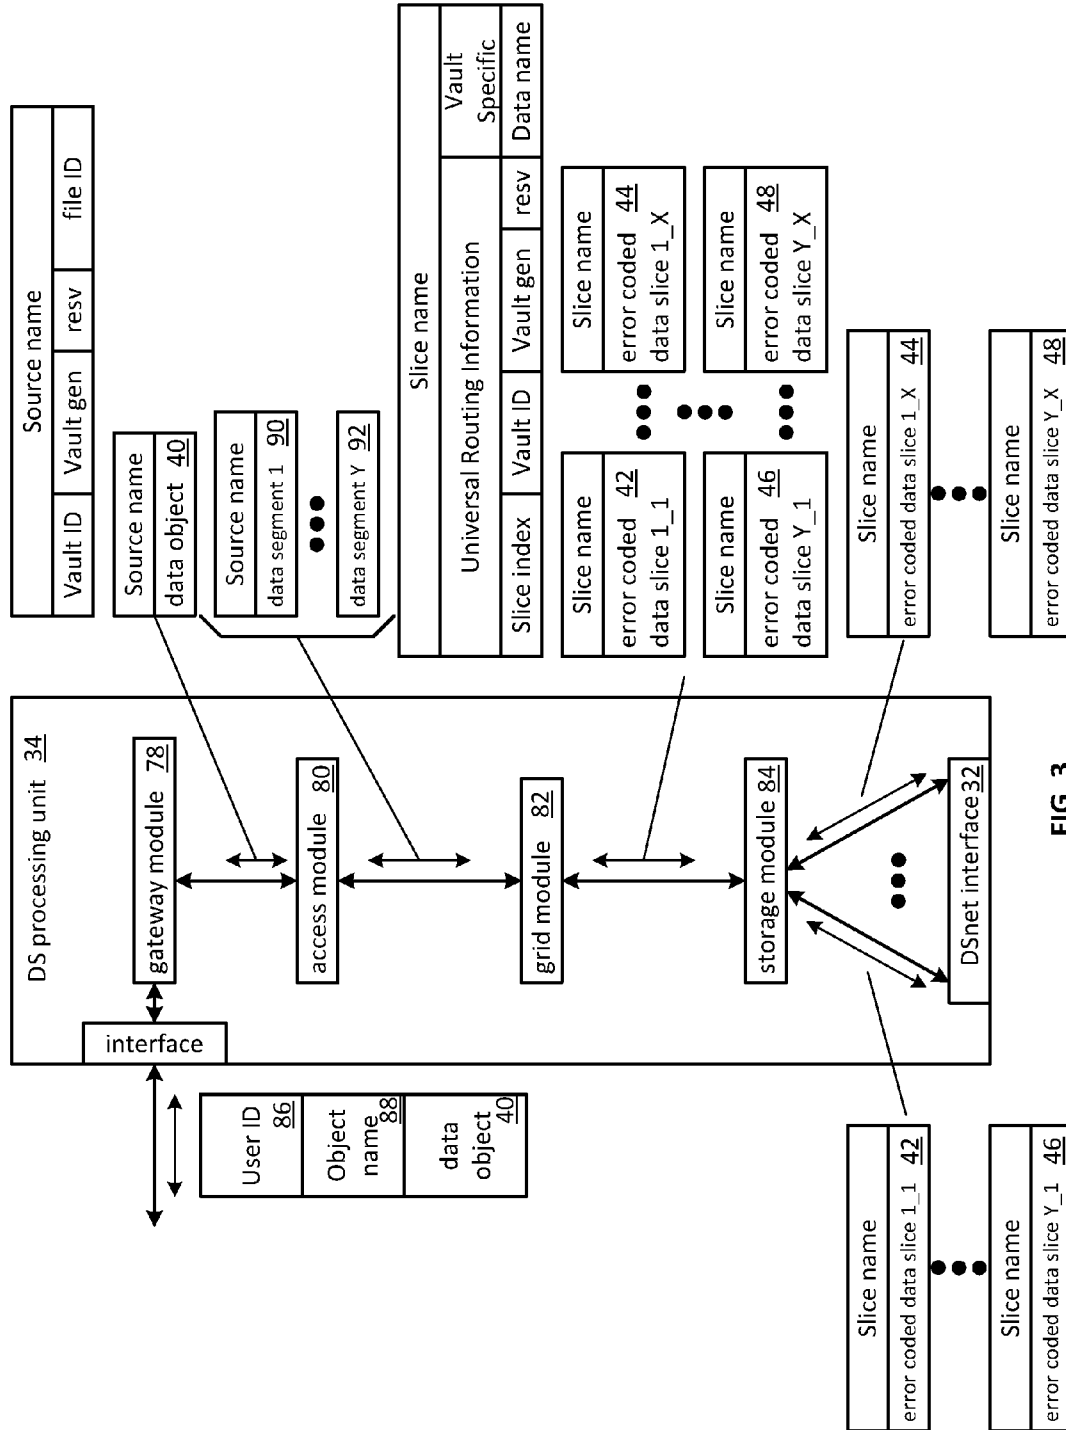 DS processing unit 34
interface
gateway module 78
access module 80
grid module 82
storage module 84
DSnet interface 32
User ID
86
Object
name 88
data
object 40
Source name
Vault ID
Vault gen
resv
file ID
Source name
data object 40
Source name
data segment 1 90
data segment Y 92
Slice name
Universal Routing Information
Vault
Specific
Slice index
Vault ID
Vault gen
resv
Data name
Slice name
error coded 42
data slice 1_1
Slice name
error coded 44
data slice 1_X
Slice name
error coded 46
data slice Y_1
Slice name
error coded 48
data slice Y_X
Slice name
error coded data slice 1_1 42
Slice name
error coded data slice Y_1 46
Slice name
error coded data slice 1_X 44
Slice name
error coded data slice Y_X 48
FIG. 3